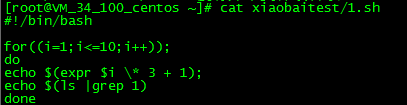 [root@VM_34_100_centos ~]# cat xiaobaitest/1.sh
#!/bin/bash
for((i=1;i<=10;i++));
do
echo $(expr $i \* 3 + 1);
echo $(ls |grep 1)
done